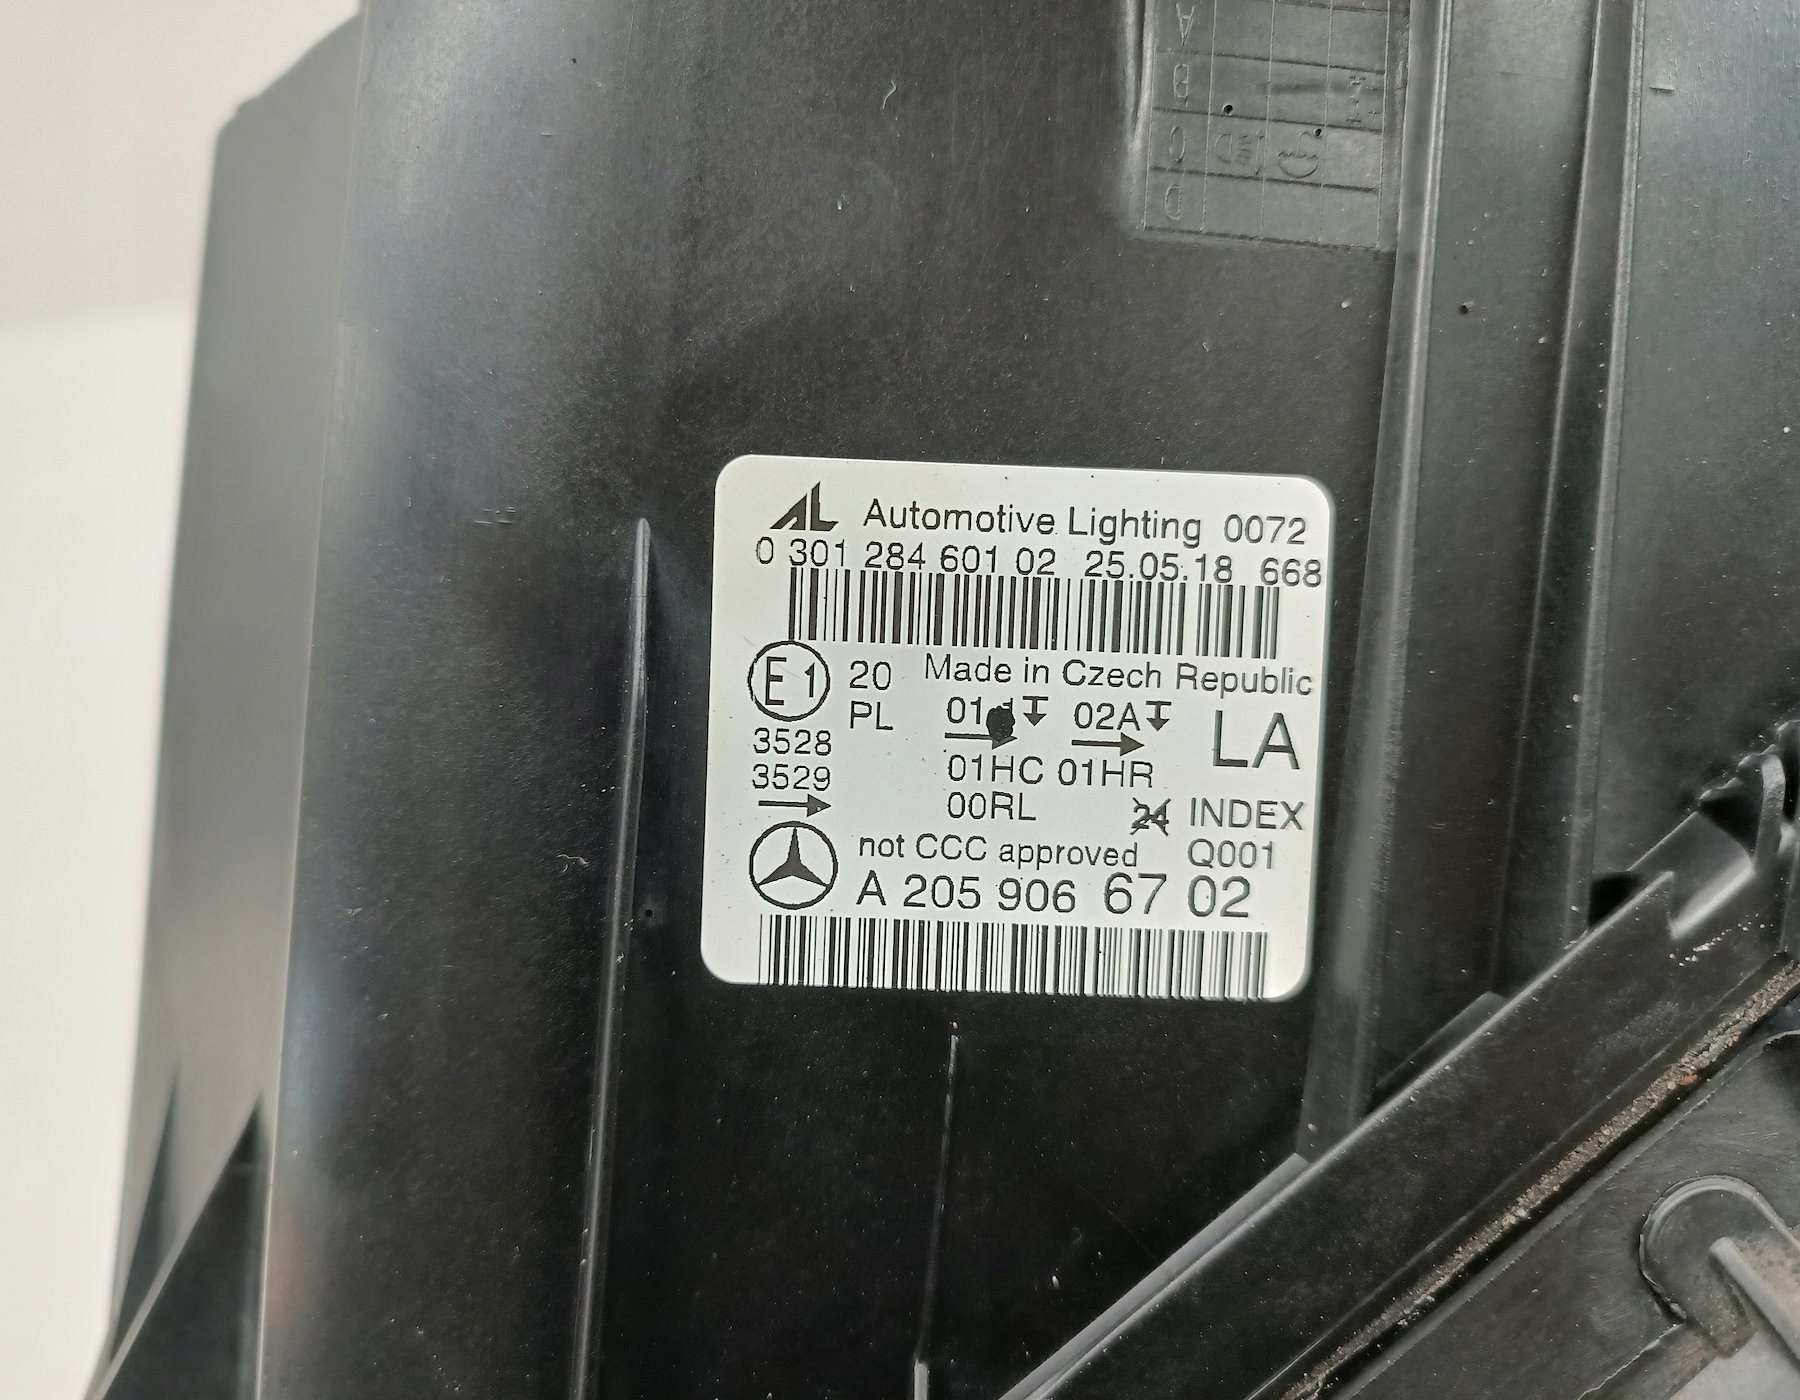 A
B
C
D
AL Automotive Lighting 0072
0 301 284 601 02 25.05.18 668
E1 20 Made in Czech Republic
PL 02A LA
3528
3529 01HC 01HR
00RL 24 INDEX
not CCC approved Q001
A 205 906 67 02